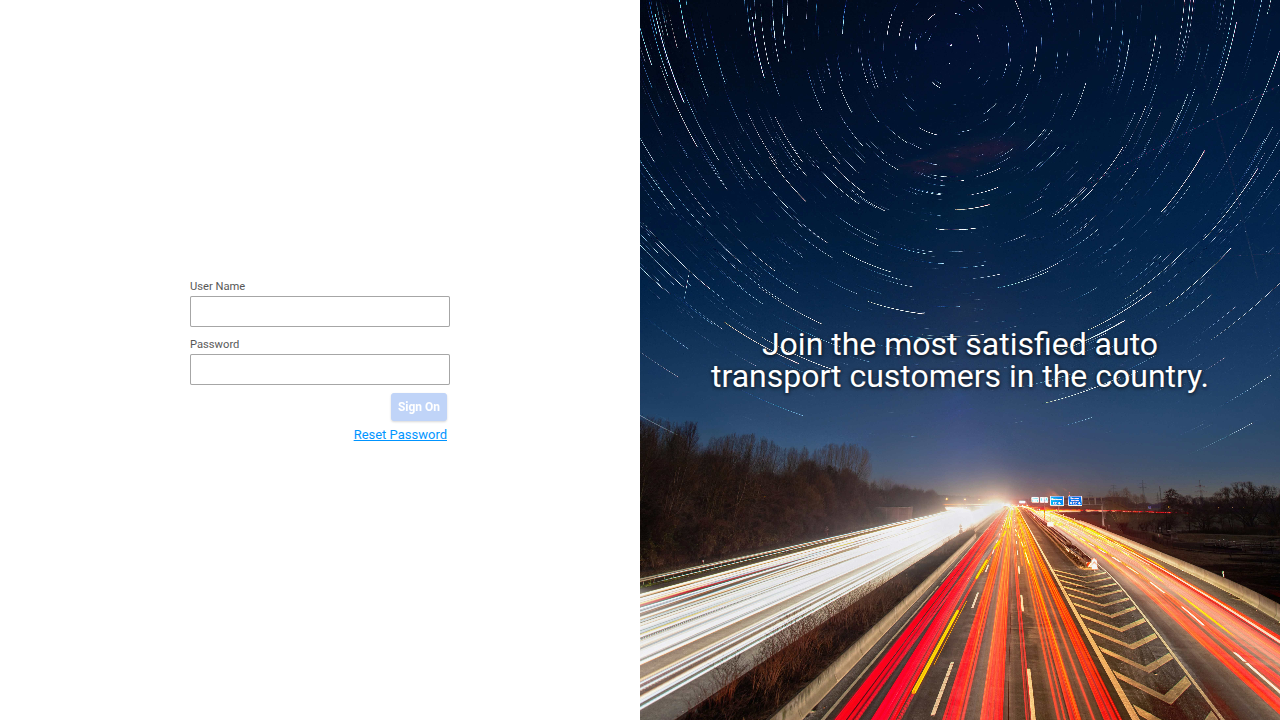 User Name
Password
Sign On
Reset Password
Join the most satisfied auto
transport customers in the country.